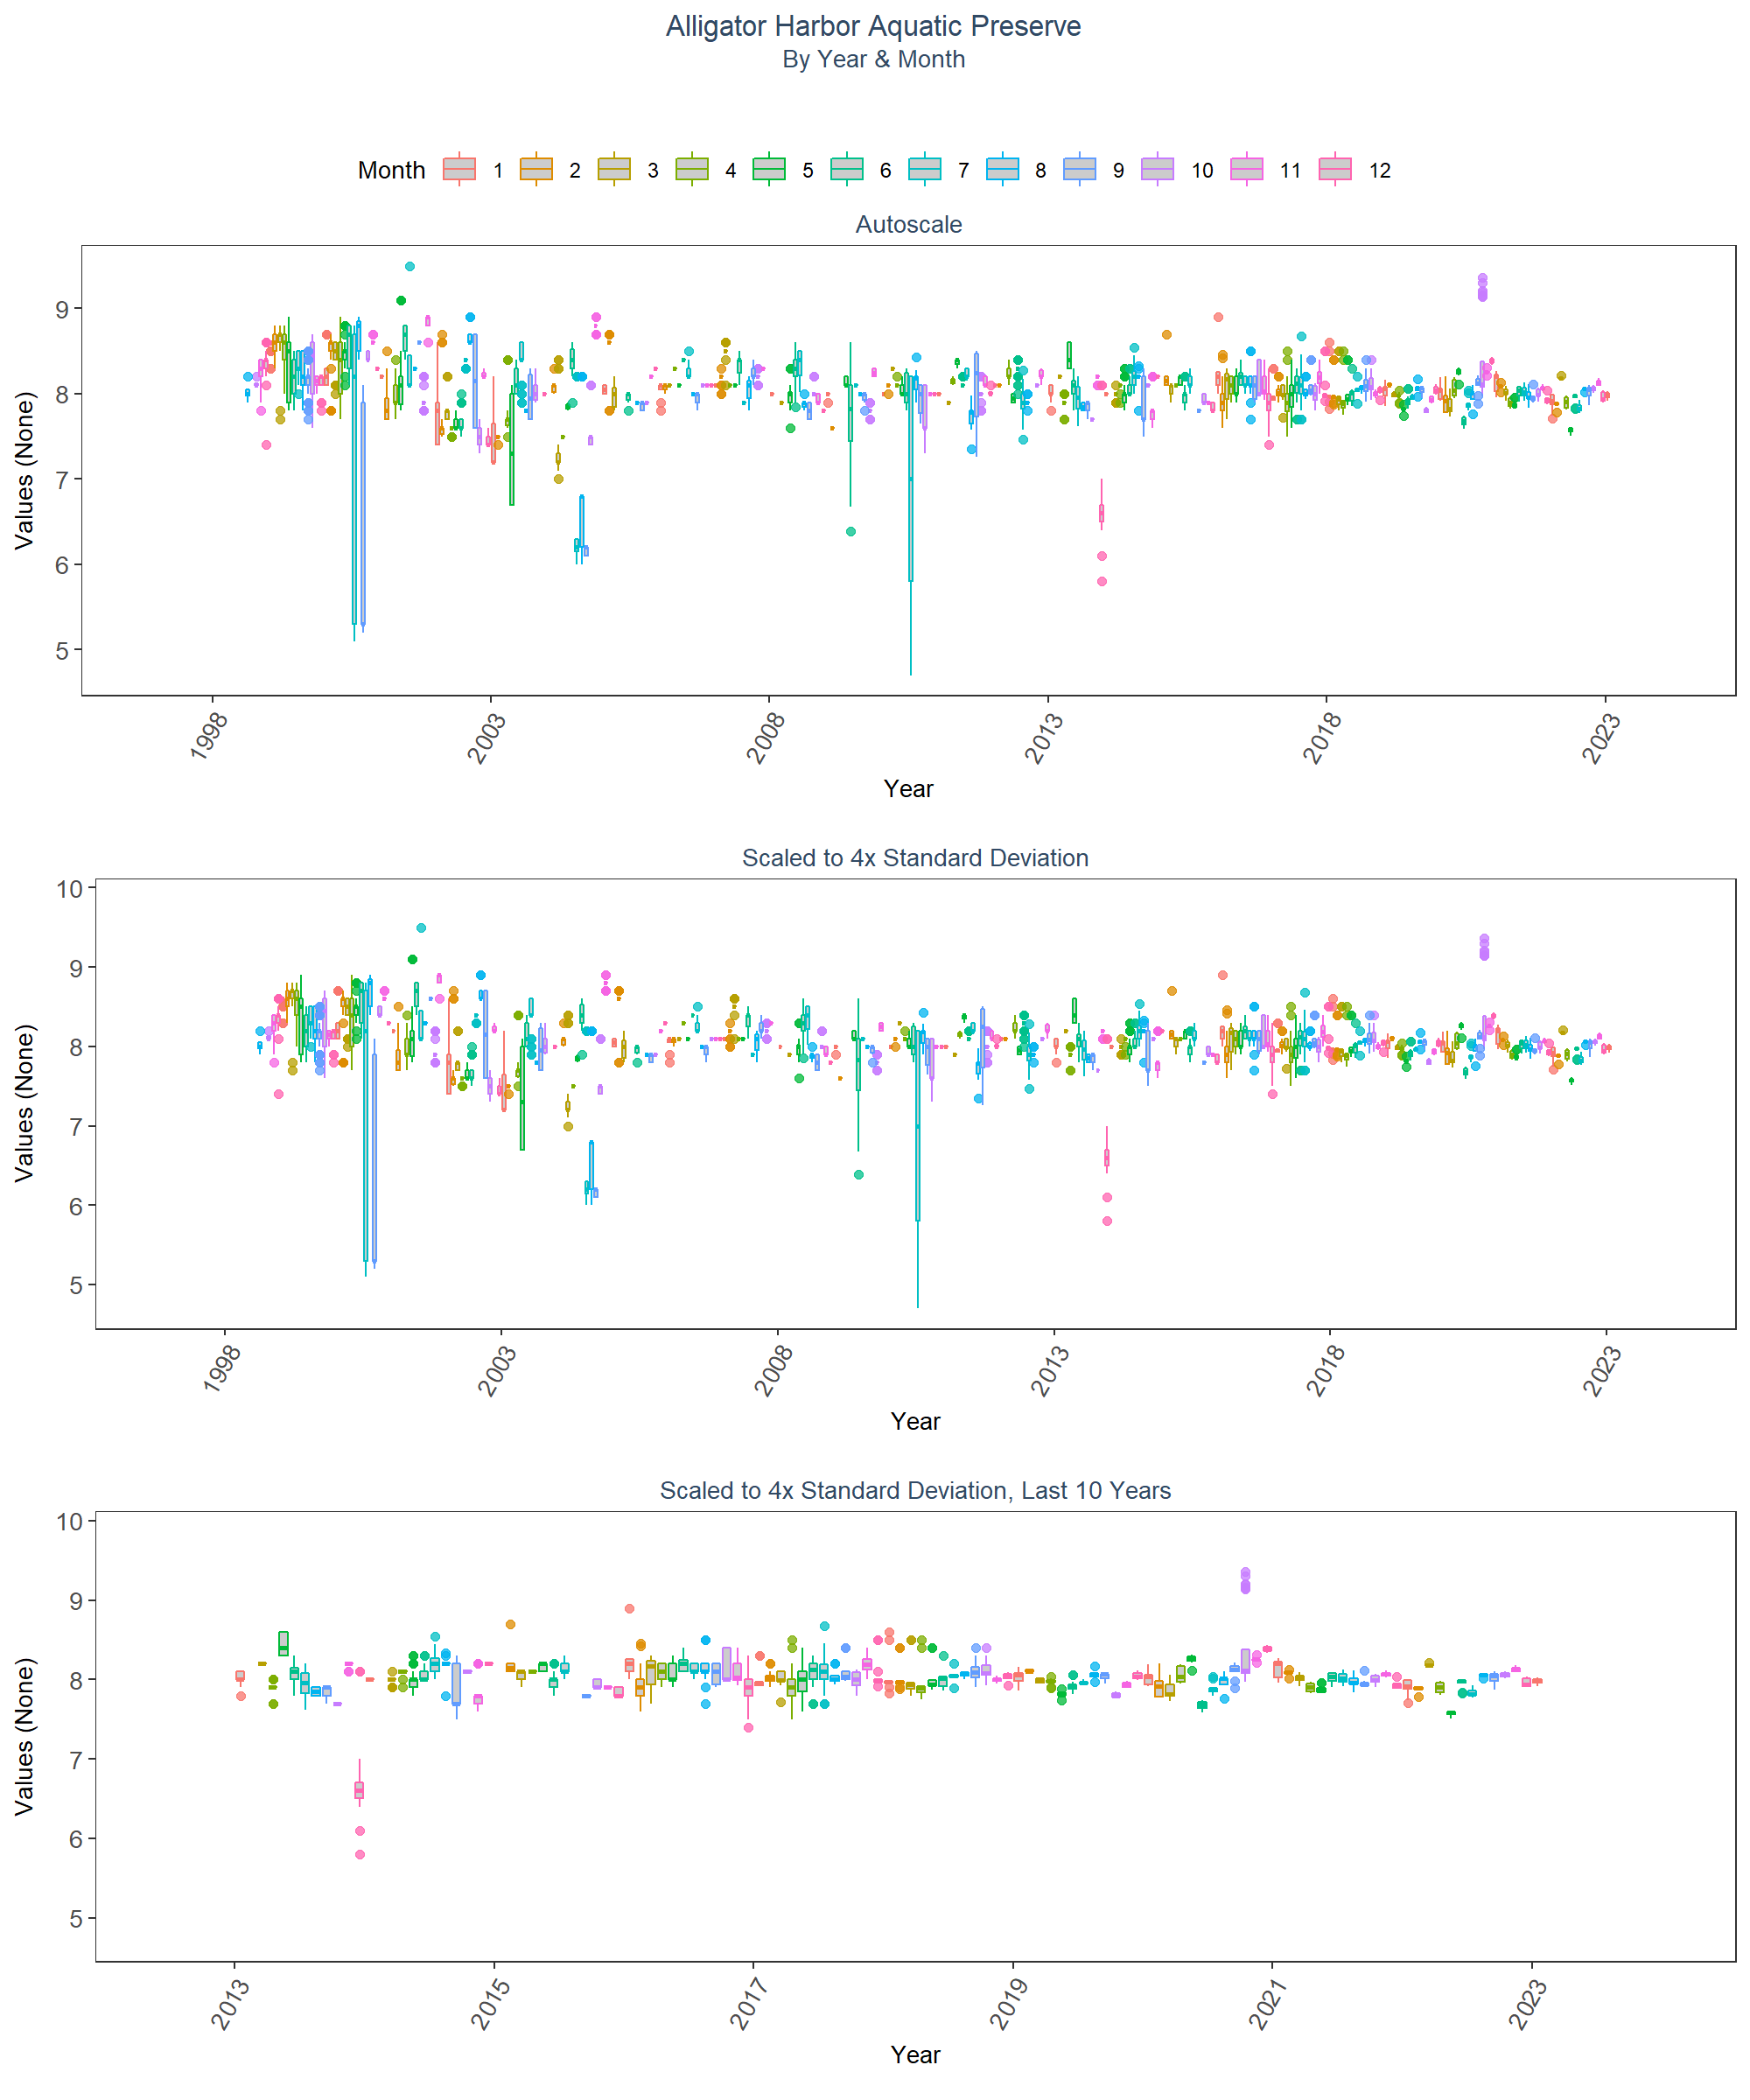 Alligator Harbor Aquatic Preserve
By Year & Month
Month 1 2 3 4 5 6 7 8 9 10 11 12
Autoscale
Values (None)
9
8
7
6
5
1998 2003 2008 2013 2018 2023
Year
Scaled to 4x Standard Deviation
Values (None)
10
9
8
7
6
5
1998 2003 2008 2013 2018 2023
Year
Scaled to 4x Standard Deviation, Last 10 Years
Values (None)
10
9
8
7
6
5
2013 2015 2017 2019 2021 2023
Year